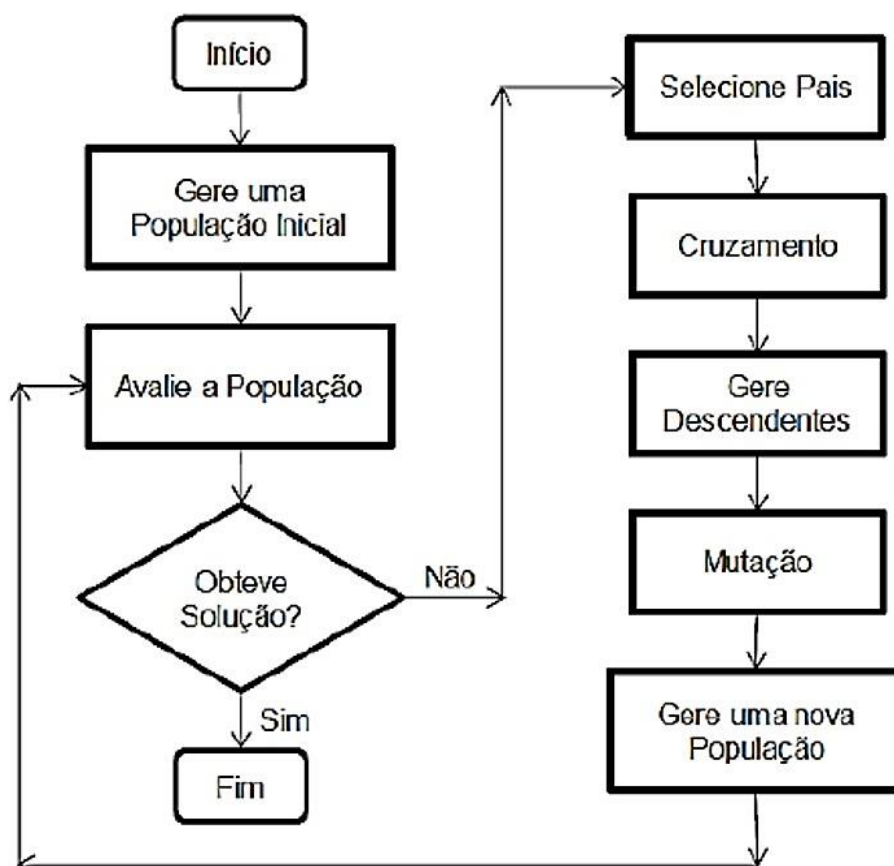 Início
Gere uma
População Inicial
Avalie a População
Obteve
Solução?
Sim
Fim
Não
Selecione Pais
Cruzamento
Gere
Descendentes
Mutação
Gere uma nova
População